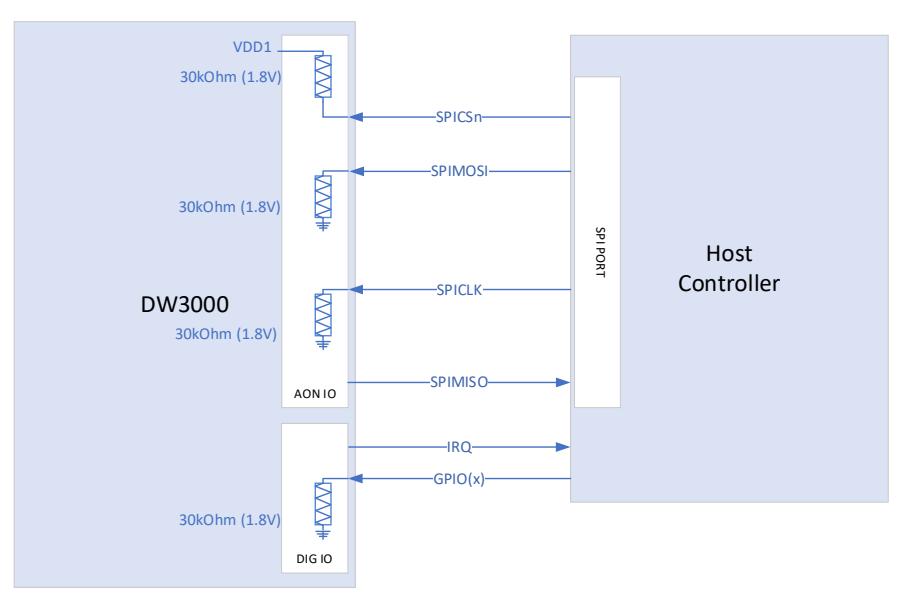 VDD1
30kOhm (1.8V)
SPICSn
SPIMOSI
30kOhm (1.8V)
SPI PORT
Host
Controller
SPICLK
DW3000
30kOhm (1.8V)
SPIMISO
AON IO
IRQ
GPIO(x)
30kOhm (1.8V)
DIG IO